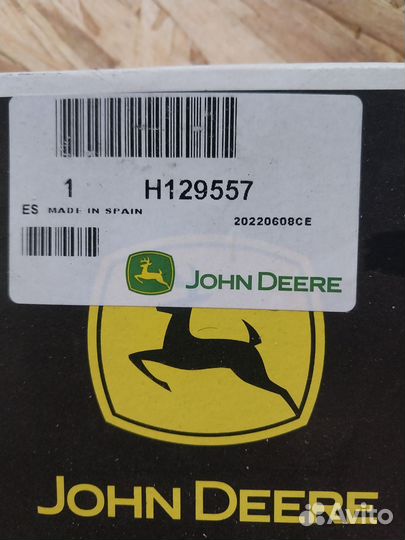 1 H129557
ES MADE IN SPAIN
20220608CE
JOHN DEERE
JOHN DEERE
Avito